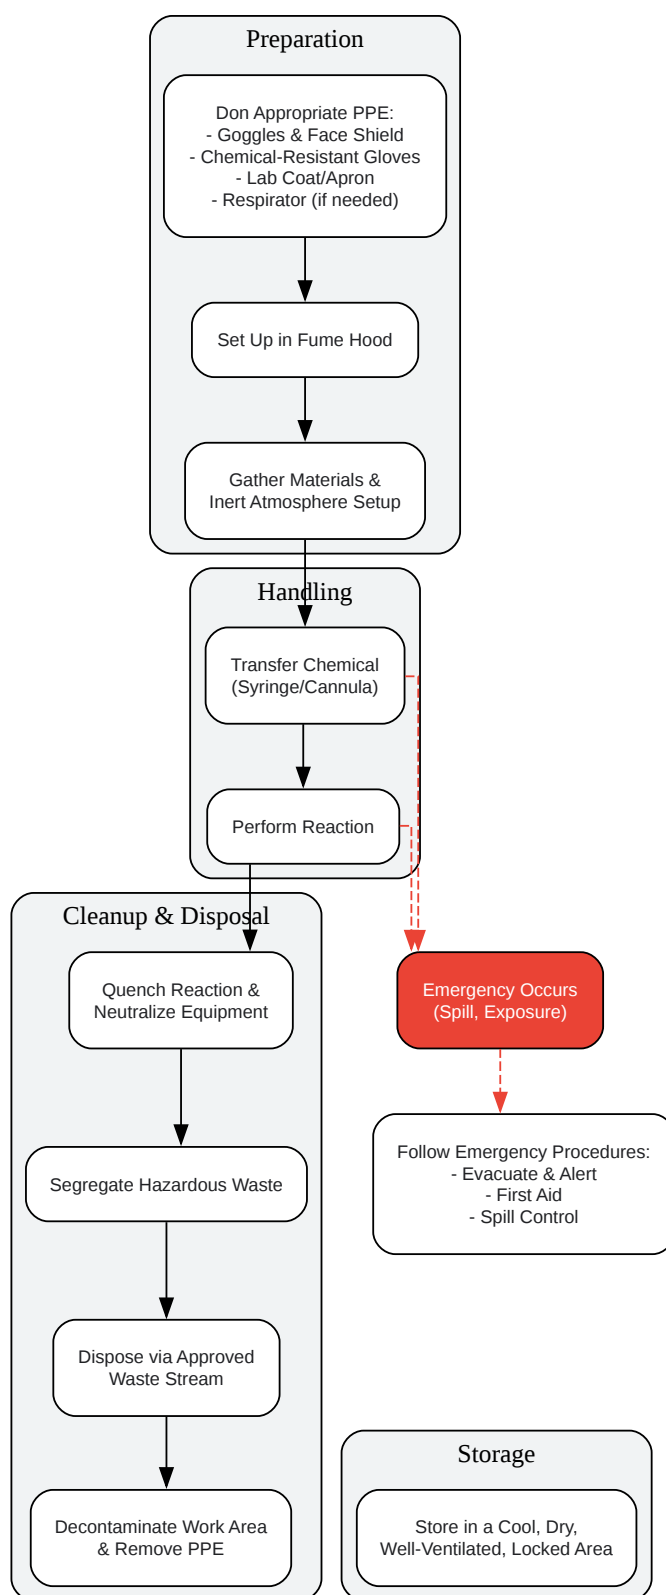 Preparation
Don Appropriate PPE:
- Goggles & Face Shield
- Chemical-Resistant Gloves
- Lab Coat/Apron
- Respirator (if needed)
Set Up in Fume Hood
Gather Materials &
Inert Atmosphere Setup
Handling
Transfer Chemical
(Syringe/Cannula)
Perform Reaction
Cleanup & Disposal
Quench Reaction &
Neutralize Equipment
Emergency Occurs
(Spill, Exposure)
Follow Emergency Procedures:
- Evacuate & Alert
- First Aid
- Spill Control
Segregate Hazardous Waste
Dispose via Approved
Waste Stream
Decontaminate Work Area
& Remove PPE
Storage
Store in a Cool, Dry,
Well-Ventilated, Locked Area